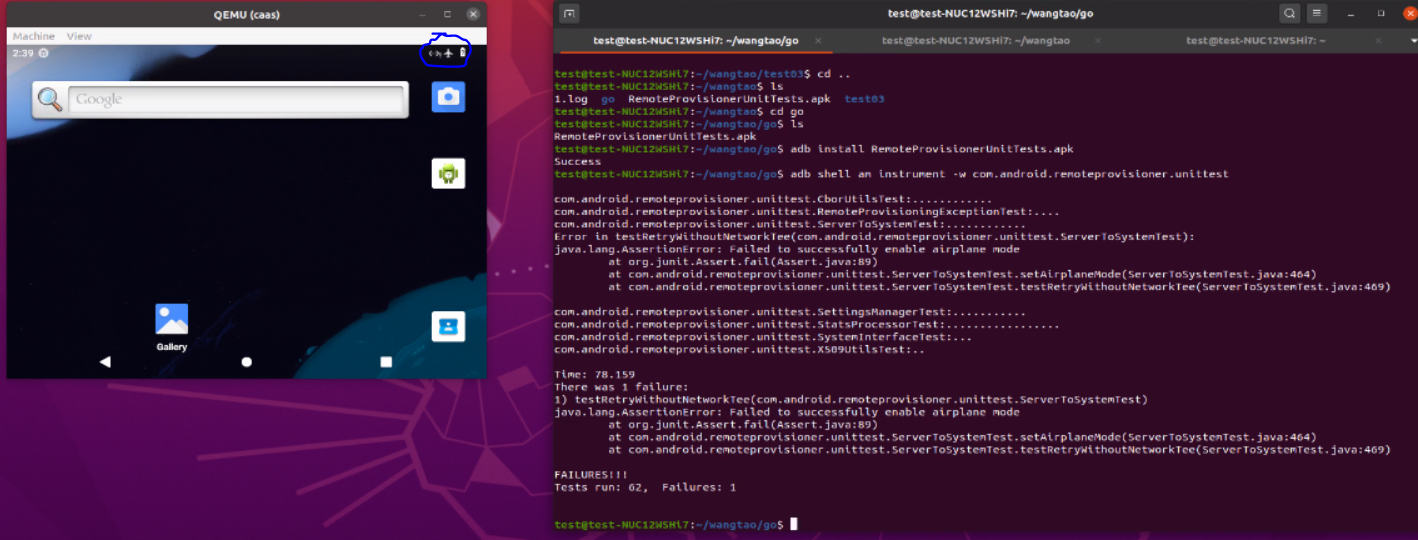 QEMU (caas)
Machine View
2:39
Google
Gallery
test@test-NUC12WSHi7: ~/wangtao/go
test@test-NUC12WSHi7: ~/wangtao/go
test@test-NUC12WSHi7: ~/wangtao
test@test-NUC12WSHi7: ~
test@test-NUC12WSHi7:~/wangtao/test03$ cd ..
test@test-NUC12WSHi7:~/wangtao$ ls
1.log go RemoteProvisionerUnitTests.apk test03
test@test-NUC12WSHi7:~/wangtao$ cd go
test@test-NUC12WSHi7:~/wangtao/go$ ls
RemoteProvisionerUnitTests.apk
test@test-NUC12WSHi7:~/wangtao/go$ adb install RemoteProvisionerUnitTests.apk
Success
test@test-NUC12WSHi7:~/wangtao/go$ adb shell am instrument -w com.android.remoteprovisioner.unittest
com.android.remoteprovisioner.unittest.CborUtilsTest:............
com.android.remoteprovisioner.unittest.RemoteProvisioningExceptionTest:....
com.android.remoteprovisioner.unittest.ServerToSystemTest:............
Error in testRetryWithoutNetworkTee(com.android.remoteprovisioner.unittest.ServerToSystemTest):
java.lang.AssertionError: Failed to successfully enable airplane mode
at org.junit.Assert.fail(Assert.java:89)
at com.android.remoteprovisioner.unittest.ServerToSystemTest.setAirplaneMode(ServerToSystemTest.java:464)
at com.android.remoteprovisioner.unittest.ServerToSystemTest.testRetryWithoutNetworkTee(ServerToSystemTest.java:469)
com.android.remoteprovisioner.unittest.SettingsManagerTest:...........
com.android.remoteprovisioner.unittest.StatsProcessorTest:.................
com.android.remoteprovisioner.unittest.SystemInterfaceTest:...
com.android.remoteprovisioner.unittest.X509UtilsTest:..
Time: 78.159
There was 1 failure:
1) testRetryWithoutNetworkTee(com.android.remoteprovisioner.unittest.ServerToSystemTest)
java.lang.AssertionError: Failed to successfully enable airplane mode
at org.junit.Assert.fail(Assert.java:89)
at com.android.remoteprovisioner.unittest.ServerToSystemTest.setAirplaneMode(ServerToSystemTest.java:464)
at com.android.remoteprovisioner.unittest.ServerToSystemTest.testRetryWithoutNetworkTee(ServerToSystemTest.java:469)
FAILURES!!!
Tests run: 62, Failures: 1
test@test-NUC12WSHi7:~/wangtao/go$